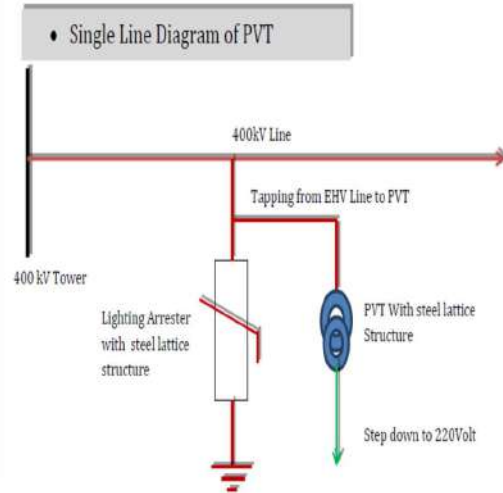 • Single Line Diagram of PVT
400kV Line
Tapping from EHV Line to PVT
400 kV Tower
Lighting Arrester
with steel lattice
structure
PVT With steel lattice
Structure
Step down to 220Volt